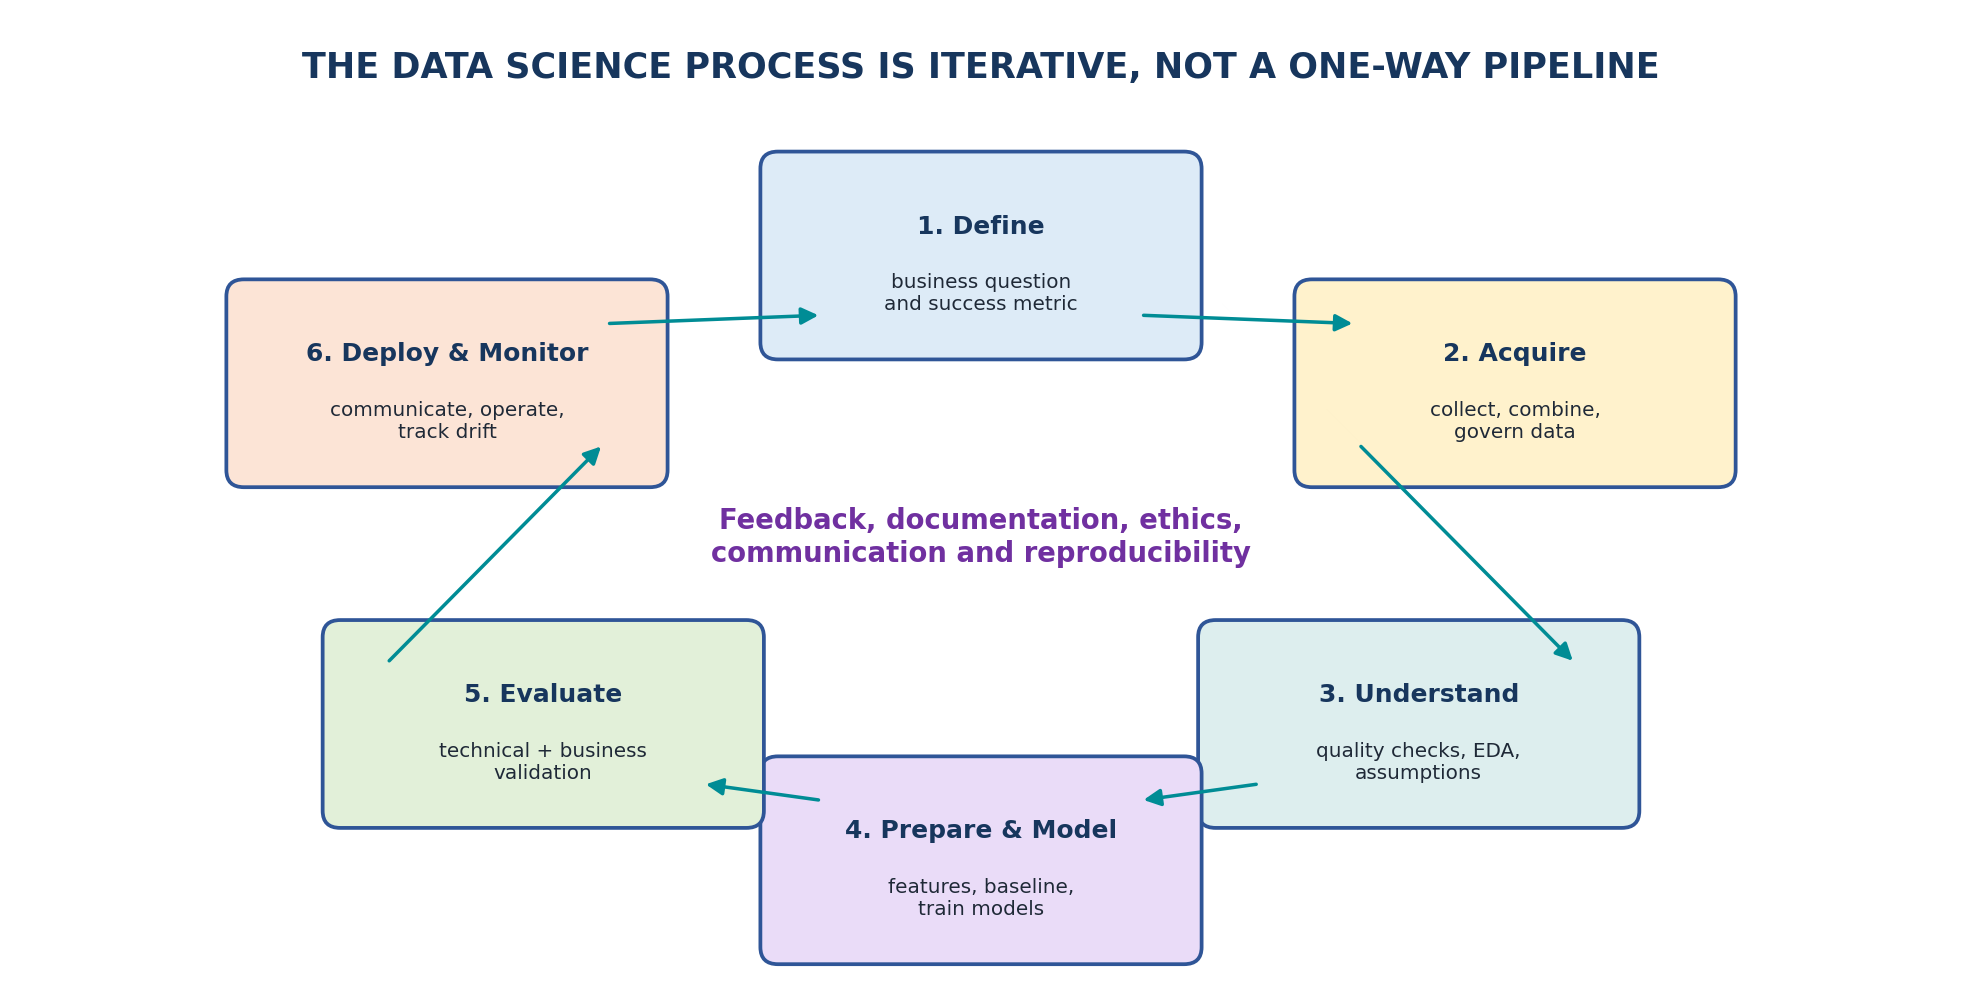 THE DATA SCIENCE PROCESS IS ITERATIVE, NOT A ONE-WAY PIPELINE
1. Define
business question
and success metric
2. Acquire
collect, combine,
govern data
3. Understand
quality checks, EDA,
assumptions
4. Prepare & Model
features, baseline,
train models
5. Evaluate
technical + business
validation
6. Deploy & Monitor
communicate, operate,
track drift
Feedback, documentation, ethics,
communication and reproducibility